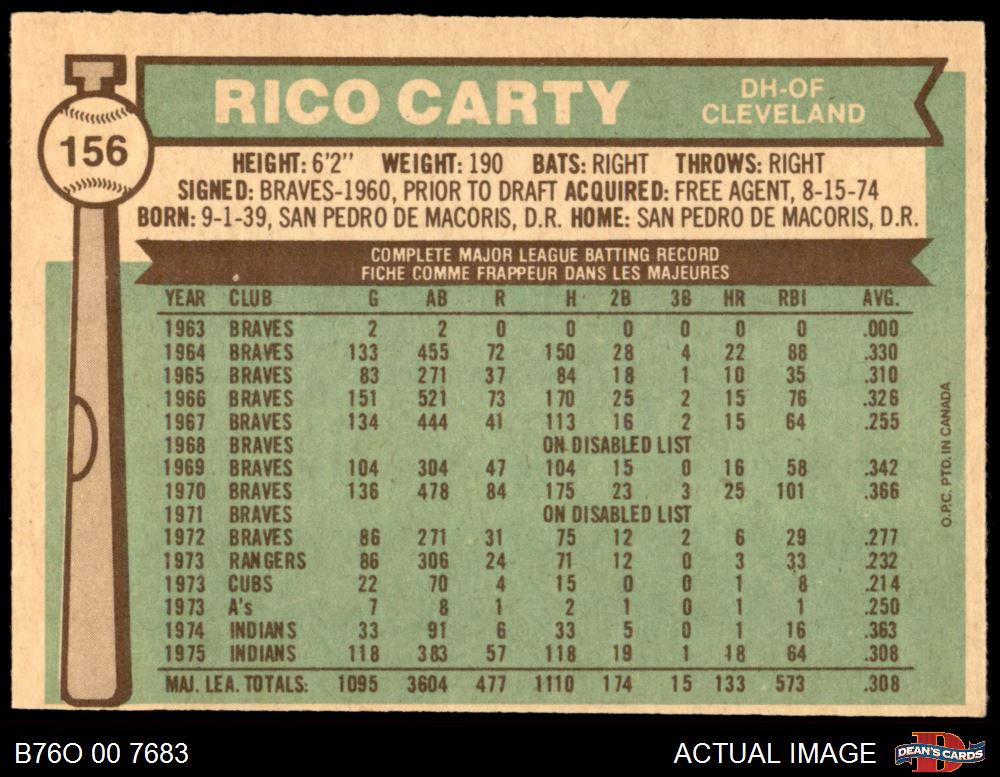 156
RICO CARTY
DH-OF
CLEVELAND
HEIGHT: 6'2" WEIGHT: 190 BATS: RIGHT THROWS: RIGHT
SIGNED: BRAVES-1960, PRIOR TO DRAFT ACQUIRED: FREE AGENT, 8-15-74
BORN: 9-1-39, SAN PEDRO DE MACORIS, D.R. HOME: SAN PEDRO DE MACORIS, D.R.
COMPLETE MAJOR LEAGUE BATTING RECORD
FICHE COMME FRAPPEUR DANS LES MAJEURES
YEAR CLUB G AB R H 2B 3B HR RBI AVG.
1963 BRAVES 2 2 0 0 0 0 0 0 .000
1964 BRAVES 133 455 72 150 28 4 22 88 .330
1965 BRAVES 83 271 37 84 18 1 10 35 .310
1966 BRAVES 151 521 73 170 25 2 15 76 .326
1967 BRAVES 134 444 41 113 16 2 15 64 .255
1968 BRAVES ON DISABLED LIST
1969 BRAVES 104 304 47 104 15 0 16 58 .342
1970 BRAVES 136 478 84 175 23 3 25 101 .366
1971 BRAVES ON DISABLED LIST
1972 BRAVES 86 271 31 75 12 2 6 29 .277
1973 RANGERS 86 306 24 71 12 0 3 33 .232
1973 CUBS 22 70 4 15 0 0 1 8 .214
1973 A's 7 8 1 2 1 0 1 1 .250
1974 INDIANS 33 91 6 33 5 0 1 16 .363
1975 INDIANS 118 383 57 118 19 1 18 64 .308
MAJ. LEA. TOTALS: 1095 3604 477 1110 174 15 133 573 .308
O.P.C. PTD. IN CANADA
B76O 00 7683
ACTUAL IMAGE
DEAN'S CARDS